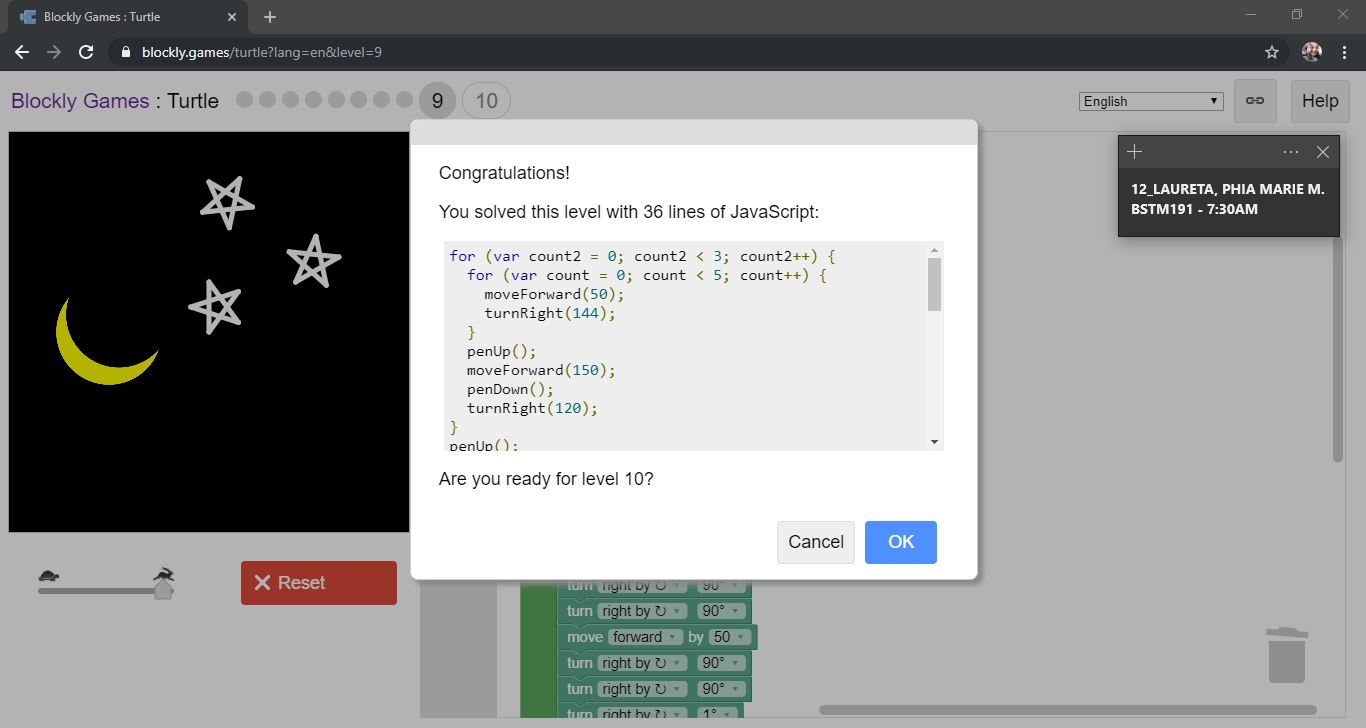 Blockly Games : Turtle
blockly.games/turtle?lang=en&level=9
Blockly Games : Turtle
9
10
English
Help
12_LAURETA, PHIA MARIE M.
BSTM191 - 7:30AM
Congratulations!
You solved this level with 36 lines of JavaScript:
for (var count2 = 0; count2 < 3; count2++) {
for (var count = 0; count < 5; count++) {
moveForward(50);
turnRight(144);
}
penUp();
moveForward(150);
penDown();
turnRight(120);
}
penUp();
Are you ready for level 10?
Cancel
OK
Reset
turn right by ↻ 90°
turn right by ↻ 90°
move forward by 50
turn right by ↻ 90°
turn right by ↻ 90°
turn right by ↻ 1°